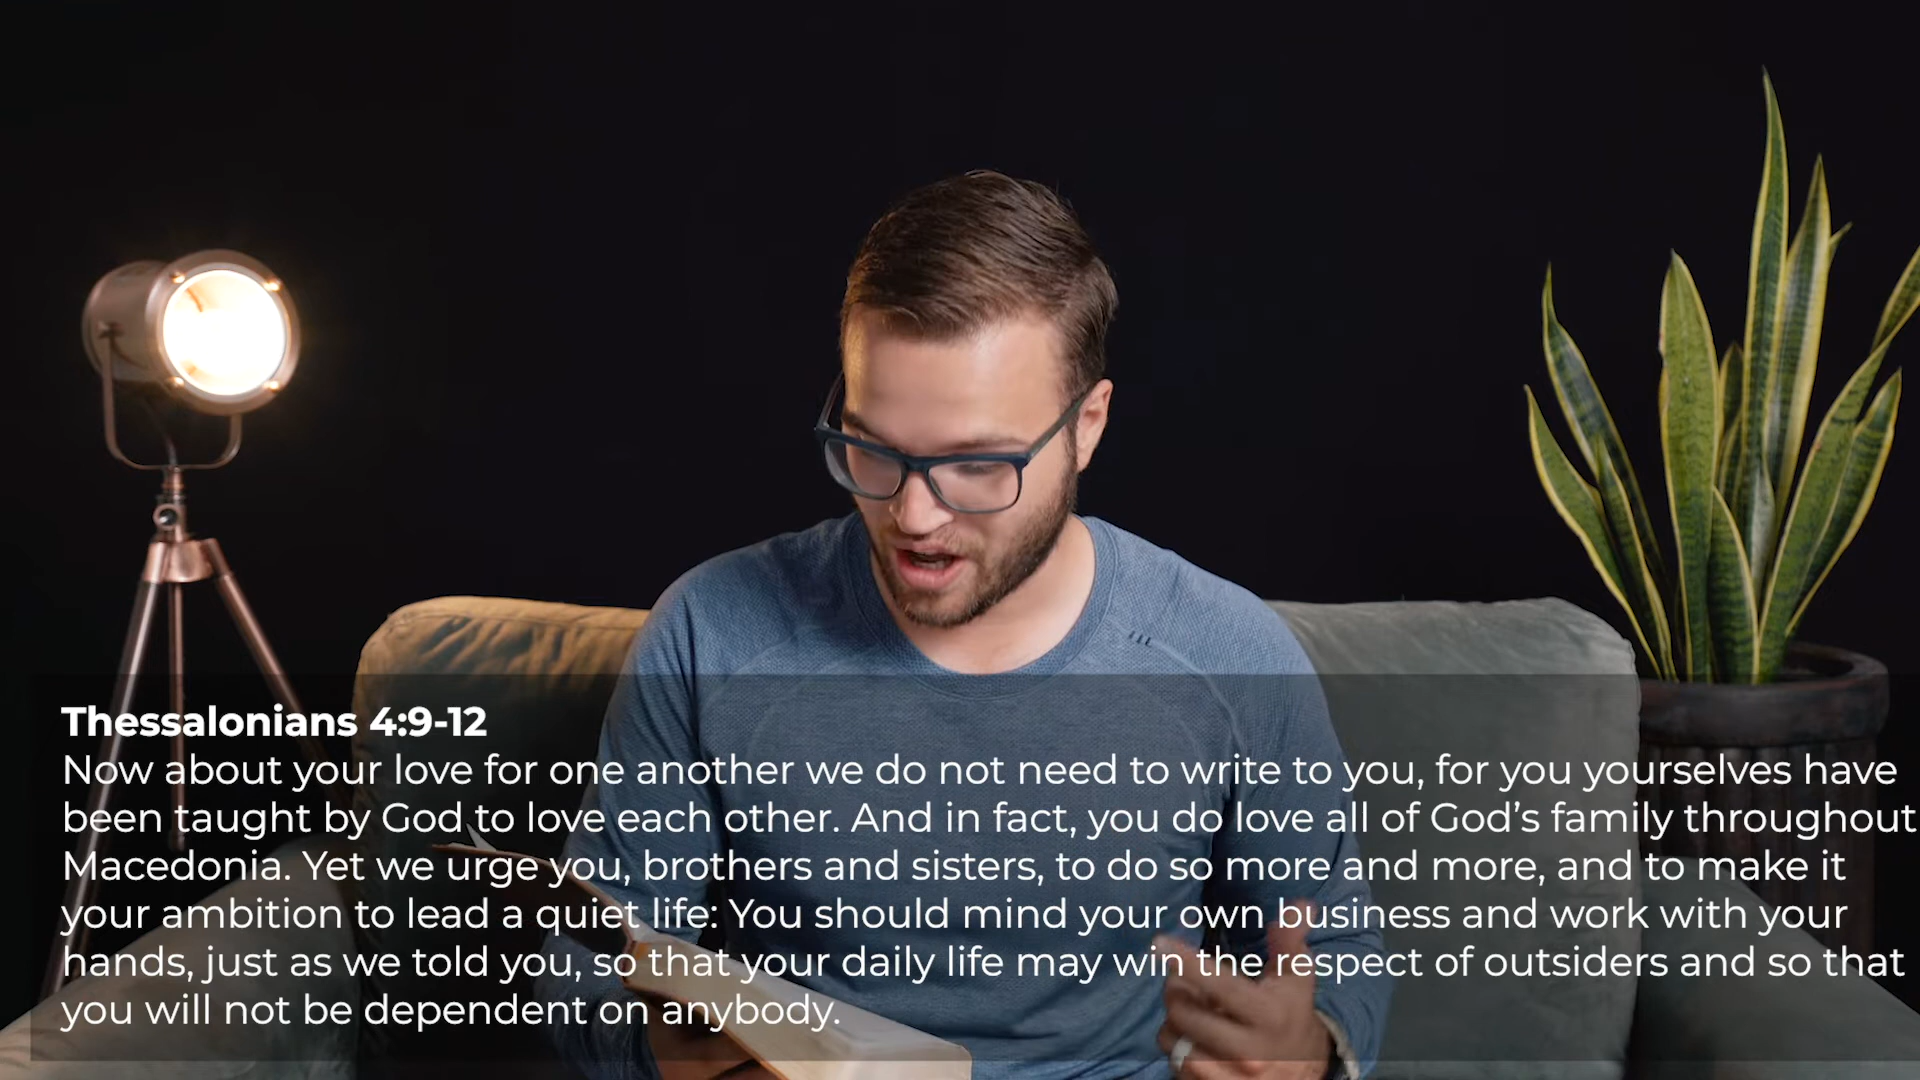 Thessalonians 4:9-12
Now about your love for one another we do not need to write to you, for you yourselves have
been taught by God to love each other. And in fact, you do love all of God’s family throughout
Macedonia. Yet we urge you, brothers and sisters, to do so more and more, and to make it
your ambition to lead a quiet life: You should mind your own business and work with your
hands, just as we told you, so that your daily life may win the respect of outsiders and so that
you will not be dependent on anybody.